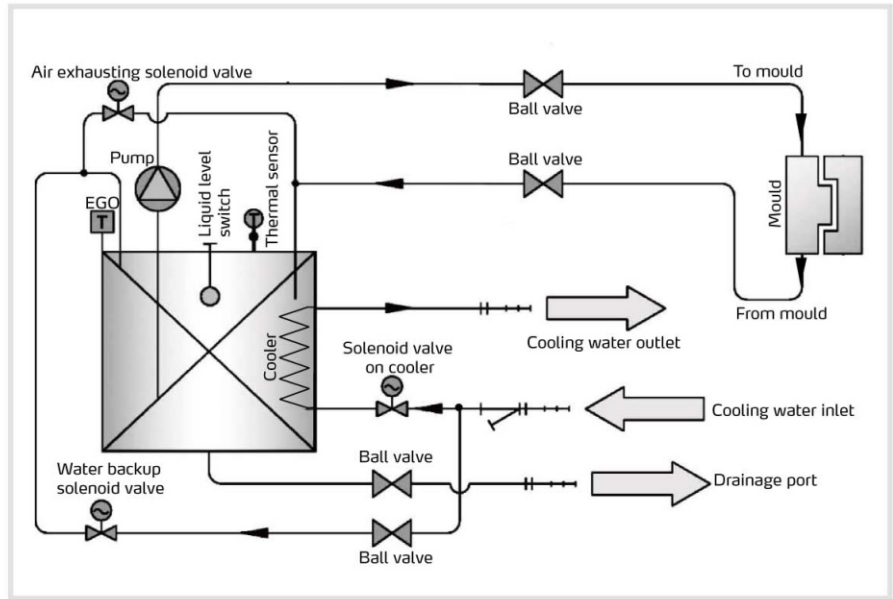 Air exhausting solenoid valve
To mould
Ball valve
Pump
Ball valve
EGO
T
Liquid level
switch
Thermal sensor
T
Mould
From mould
Cooling water outlet
Cooler
Solenoid valve
on cooler
Cooling water inlet
Water backup
solenoid valve
Ball valve
Drainage port
Ball valve